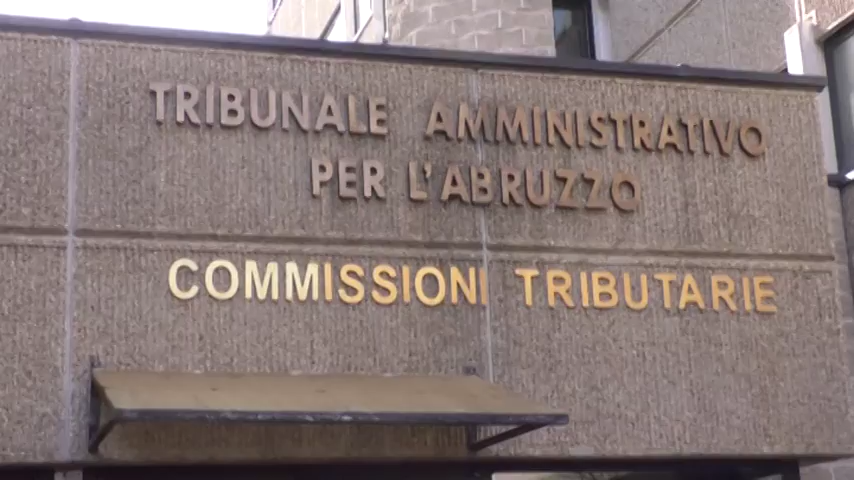 TRIBUNALE AMMINISTRATIVO
PER L'ABRUZZO
COMMISSIONI TRIBUTARIE